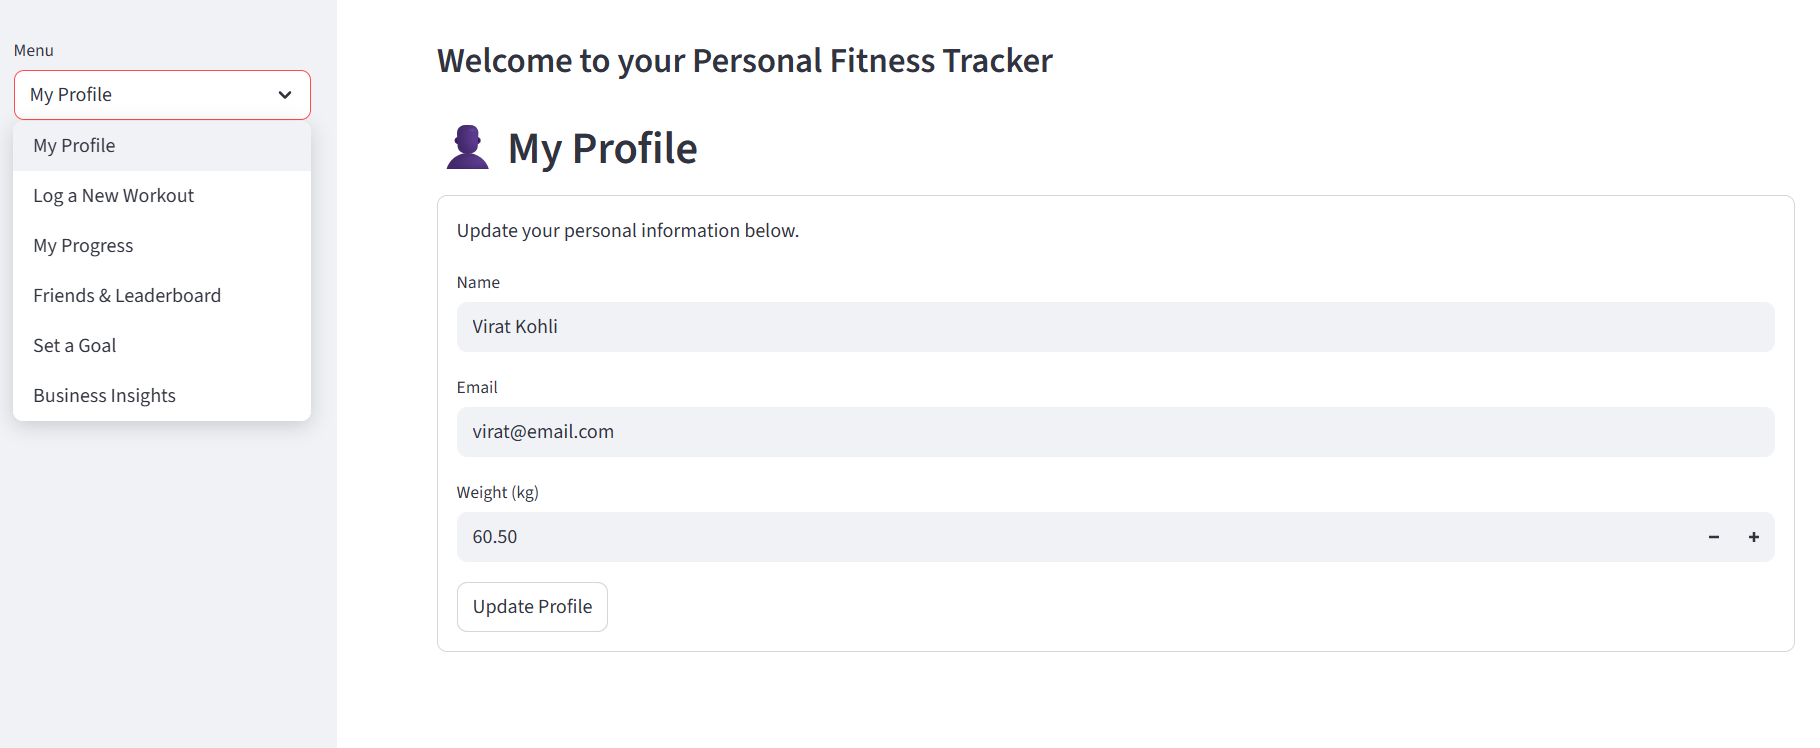 Menu
My Profile
My Profile
Log a New Workout
My Progress
Friends & Leaderboard
Set a Goal
Business Insights
Welcome to your Personal Fitness Tracker
My Profile
Update your personal information below.
Name
Virat Kohli
Email
virat@email.com
Weight (kg)
60.50
Update Profile